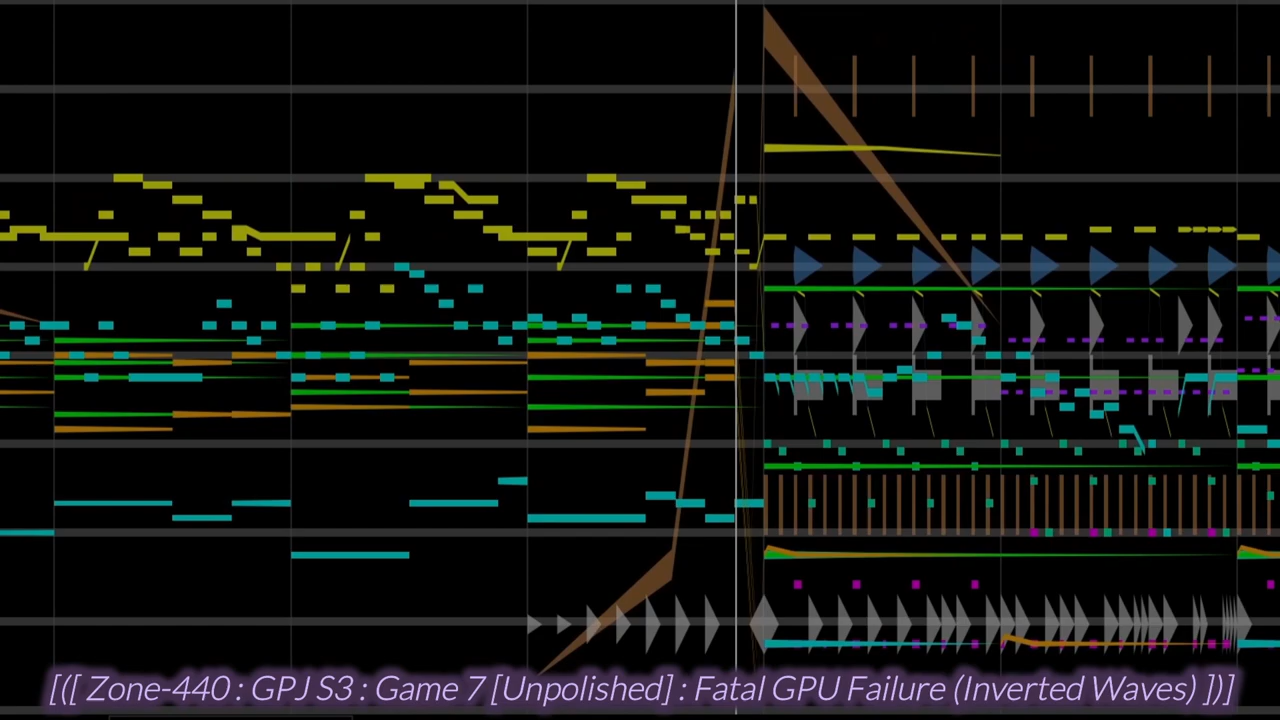 [([ Zone-440 : GPJ S3 : Game 7 [Unpolished] : Fatal GPU Failure (Inverted Waves) ])]